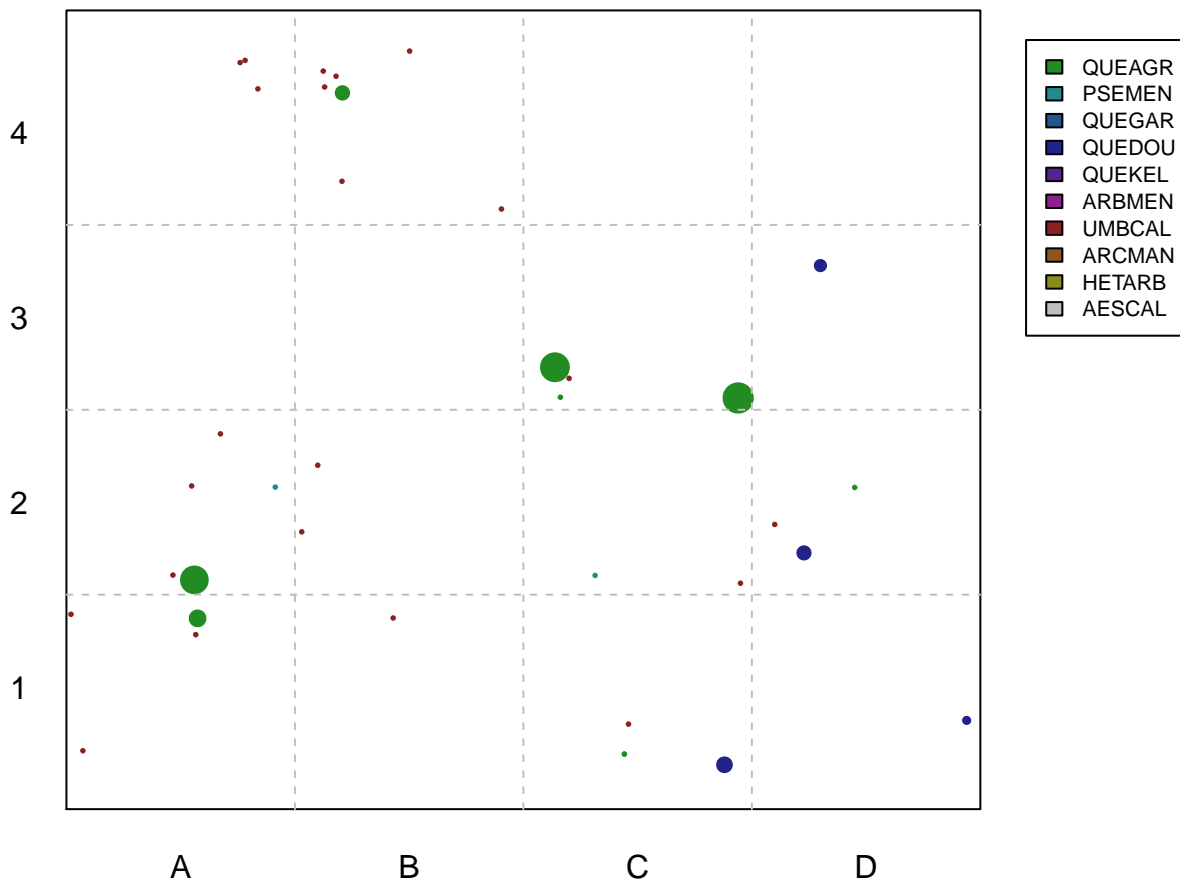 4
3
2
1
A B C D
QUEAGR
PSEMEN
QUEGAR
QUEDOU
QUEKEL
ARBMEN
UMBCAL
ARCMAN
HETARB
AESCAL